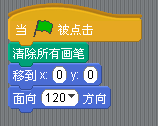 当 被点击
清除所有画笔
移到 x: 0 y: 0
面向 120 方向